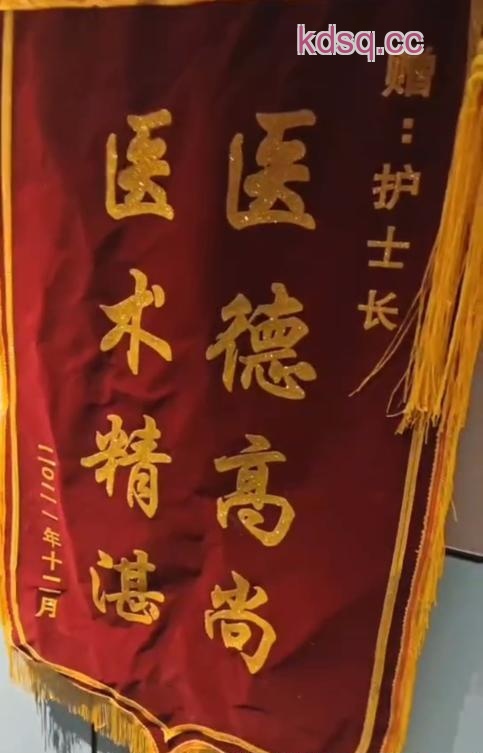 kdsq.cc
赠：护士长
医德高尚
医术精湛
二〇二一年十二月